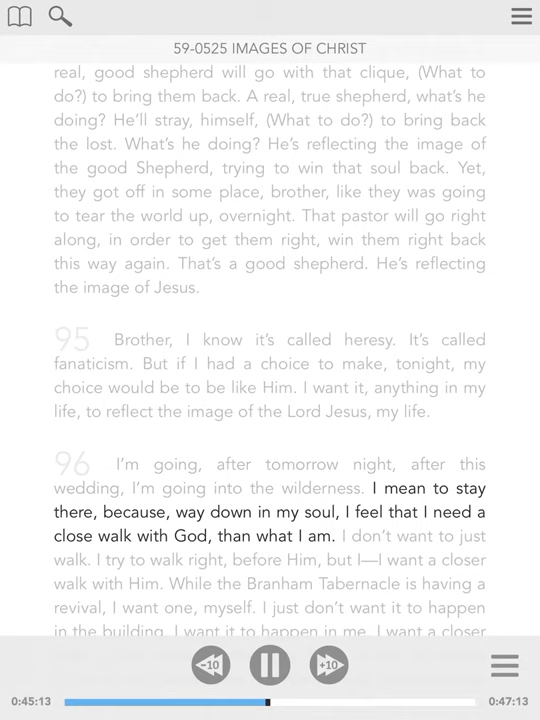 59-0525 IMAGES OF CHRIST
real, good shepherd will go with that clique, (What to
do?) to bring them back. A real, true shepherd, what's he
doing? He'll stray, himself, (What to do?) to bring back
the lost. What's he doing? He's reflecting the image of
the good Shepherd, trying to win that soul back. Yet,
they got off in some place, brother, like they was going
to tear the world up, overnight. That pastor will go right
along, in order to get them right, win them right back
this way again. That's a good shepherd. He's reflecting
the image of Jesus.
95 Brother, I know it's called heresy. It's called
fanaticism. But if I had a choice to make, tonight, my
choice would be to be like Him. I want it, anything in my
life, to reflect the image of the Lord Jesus, my life.
96 I'm going, after tomorrow night, after this
wedding, I'm going into the wilderness. I mean to stay
there, because, way down in my soul, I feel that I need a
close walk with God, than what I am. I don't want to just
walk. I try to walk right, before Him, but I—I want a closer
walk with Him. While the Branham Tabernacle is having a
revival, I want one, myself. I just don't want it to happen
in the building. I want it to happen in me. I want a closer
-10
+10
0:45:13
0:47:13